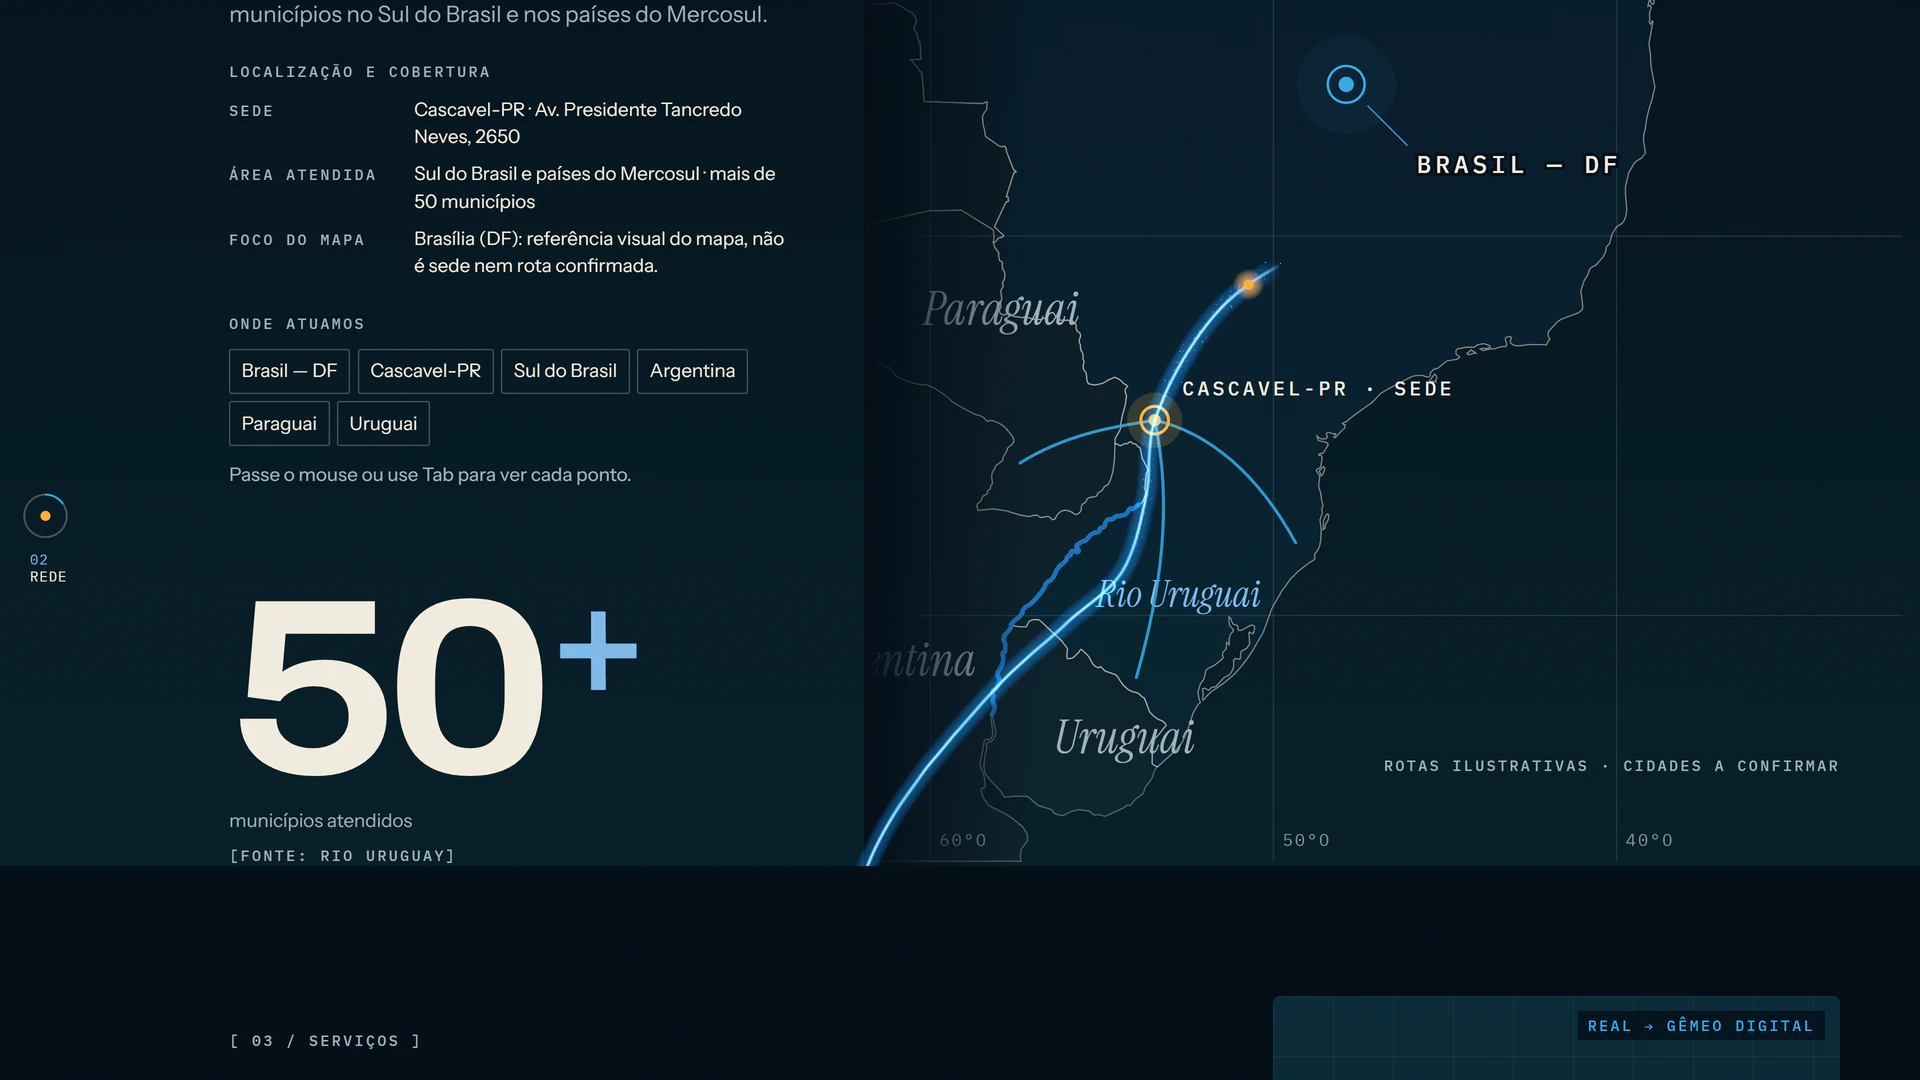 municípios no Sul do Brasil e nos países do Mercosul.
LOCALIZAÇÃO E COBERTURA
SEDE
Cascavel-PR · Av. Presidente Tancredo
Neves, 2650
ÁREA ATENDIDA
Sul do Brasil e países do Mercosul · mais de
50 municípios
FOCO DO MAPA
Brasília (DF): referência visual do mapa, não
é sede nem rota confirmada.
ONDE ATUAMOS
Brasil — DF
Cascavel-PR
Sul do Brasil
Argentina
Paraguai
Uruguai
Passe o mouse ou use Tab para ver cada ponto.
02
REDE
50+
municípios atendidos
[FONTE: RIO URUGUAY]
BRASIL — DF
Paraguai
CASCAVEL-PR · SEDE
Rio Uruguai
entina
Uruguai
ROTAS ILUSTRATIVAS · CIDADES A CONFIRMAR
60°O
50°O
40°O
[ 03 / SERVIÇOS ]
REAL → GÊMEO DIGITAL